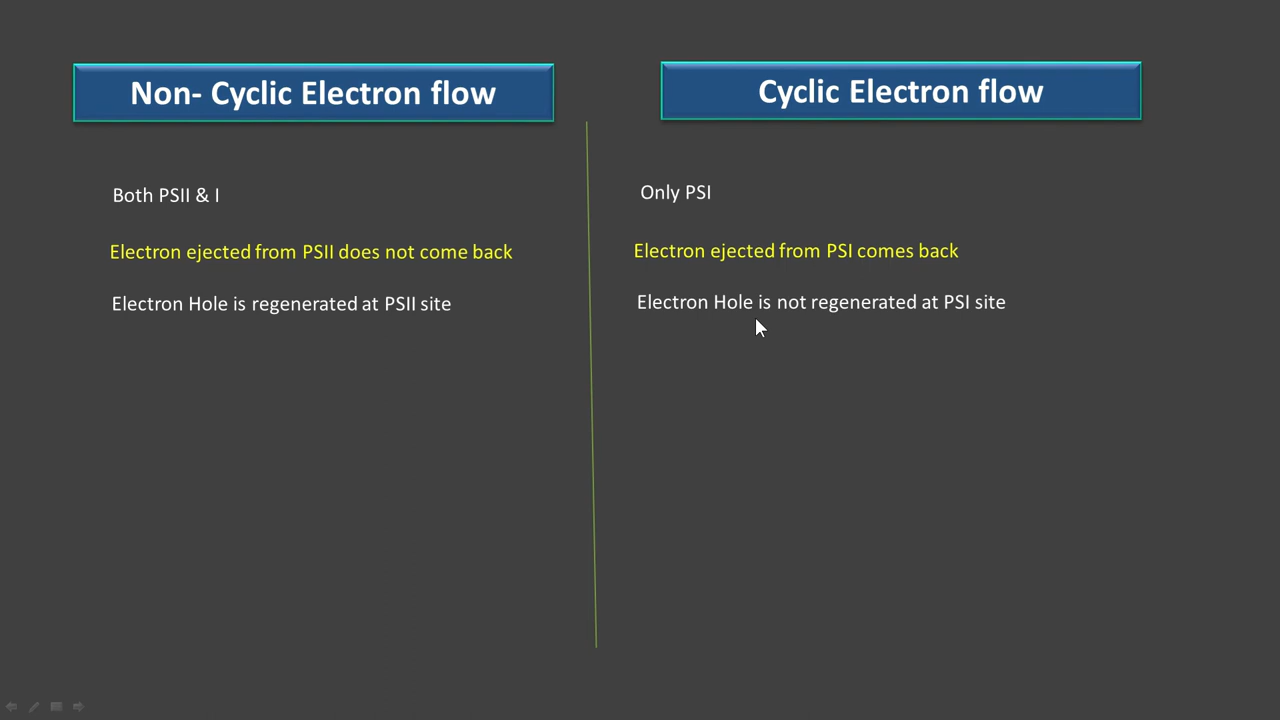 Non- Cyclic Electron flow
Cyclic Electron flow
Both PSII & I
Only PSI
Electron ejected from PSII does not come back
Electron ejected from PSI comes back
Electron Hole is regenerated at PSII site
Electron Hole is not regenerated at PSI site